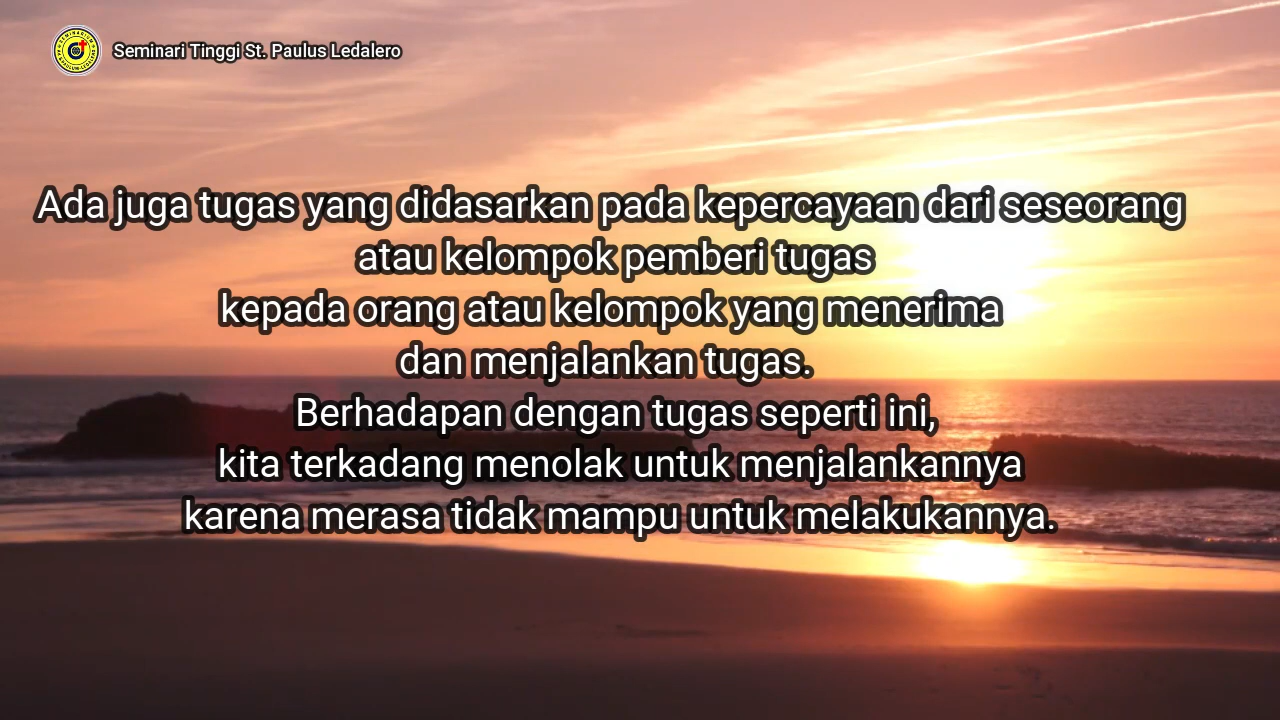 Seminari Tinggi St. Paulus Ledalero
Ada juga tugas yang didasarkan pada kepercayaan dari seseorang
atau kelompok pemberi tugas
kepada orang atau kelompok yang menerima
dan menjalankan tugas.
Berhadapan dengan tugas seperti ini,
kita terkadang menolak untuk menjalankannya
karena merasa tidak mampu untuk melakukannya.